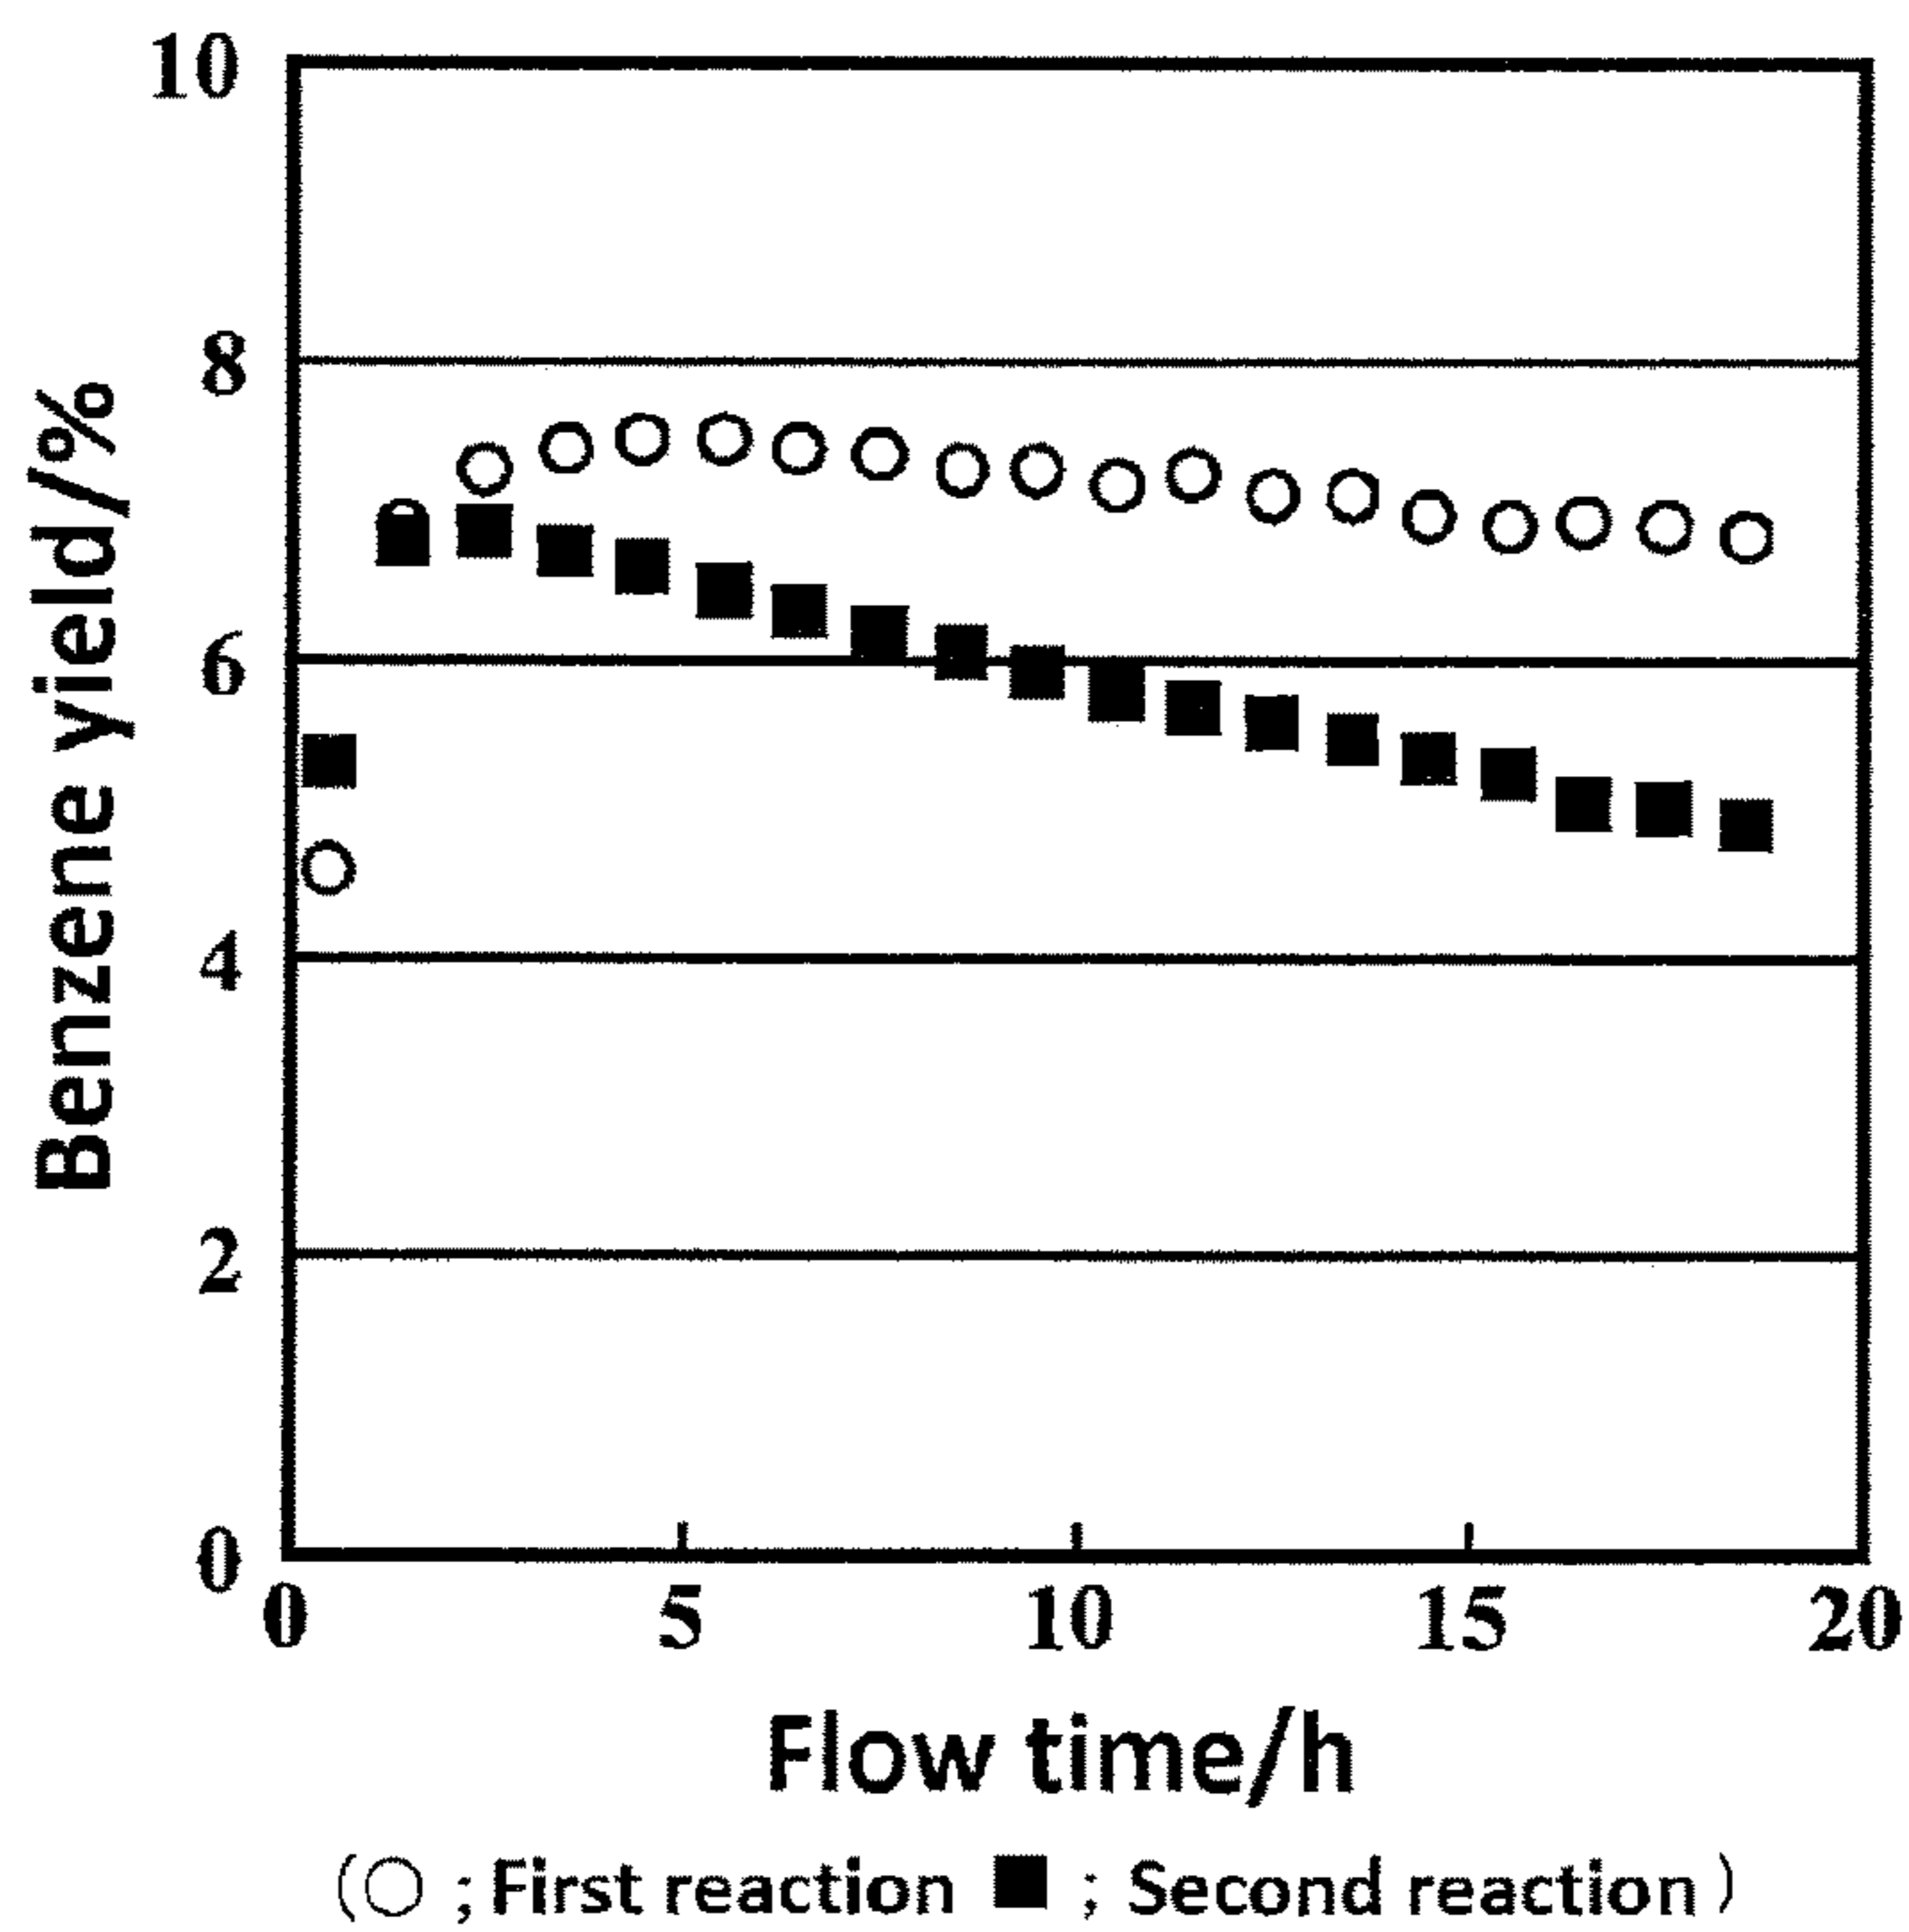 10
8
6
4
2
0
Benzene yield/%
0 5 10 15 20
Flow time/h
(○ ; First reaction ■ ; Second reaction)